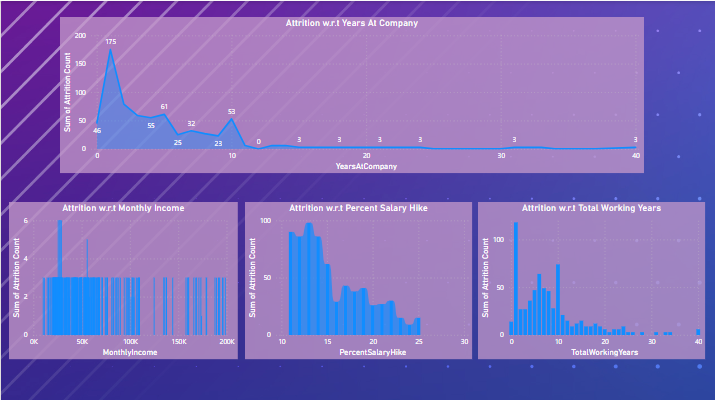 Attrition w.r.t Years At Company
Sum of Attrition Count
200
150
100
50
0
175
46
55
61
25
32
23
53
0
3
3
3
3
3
3
0
10
20
30
40
YearsAtCompany
Attrition w.r.t Monthly Income
Sum of Attrition Count
6
4
2
0
0K
50K
100K
150K
200K
MonthlyIncome
Attrition w.r.t Percent Salary Hike
Sum of Attrition Count
100
50
0
10
15
20
25
30
PercentSalaryHike
Attrition w.r.t Total Working Years
Sum of Attrition Count
100
50
0
0
10
20
30
40
TotalWorkingYears